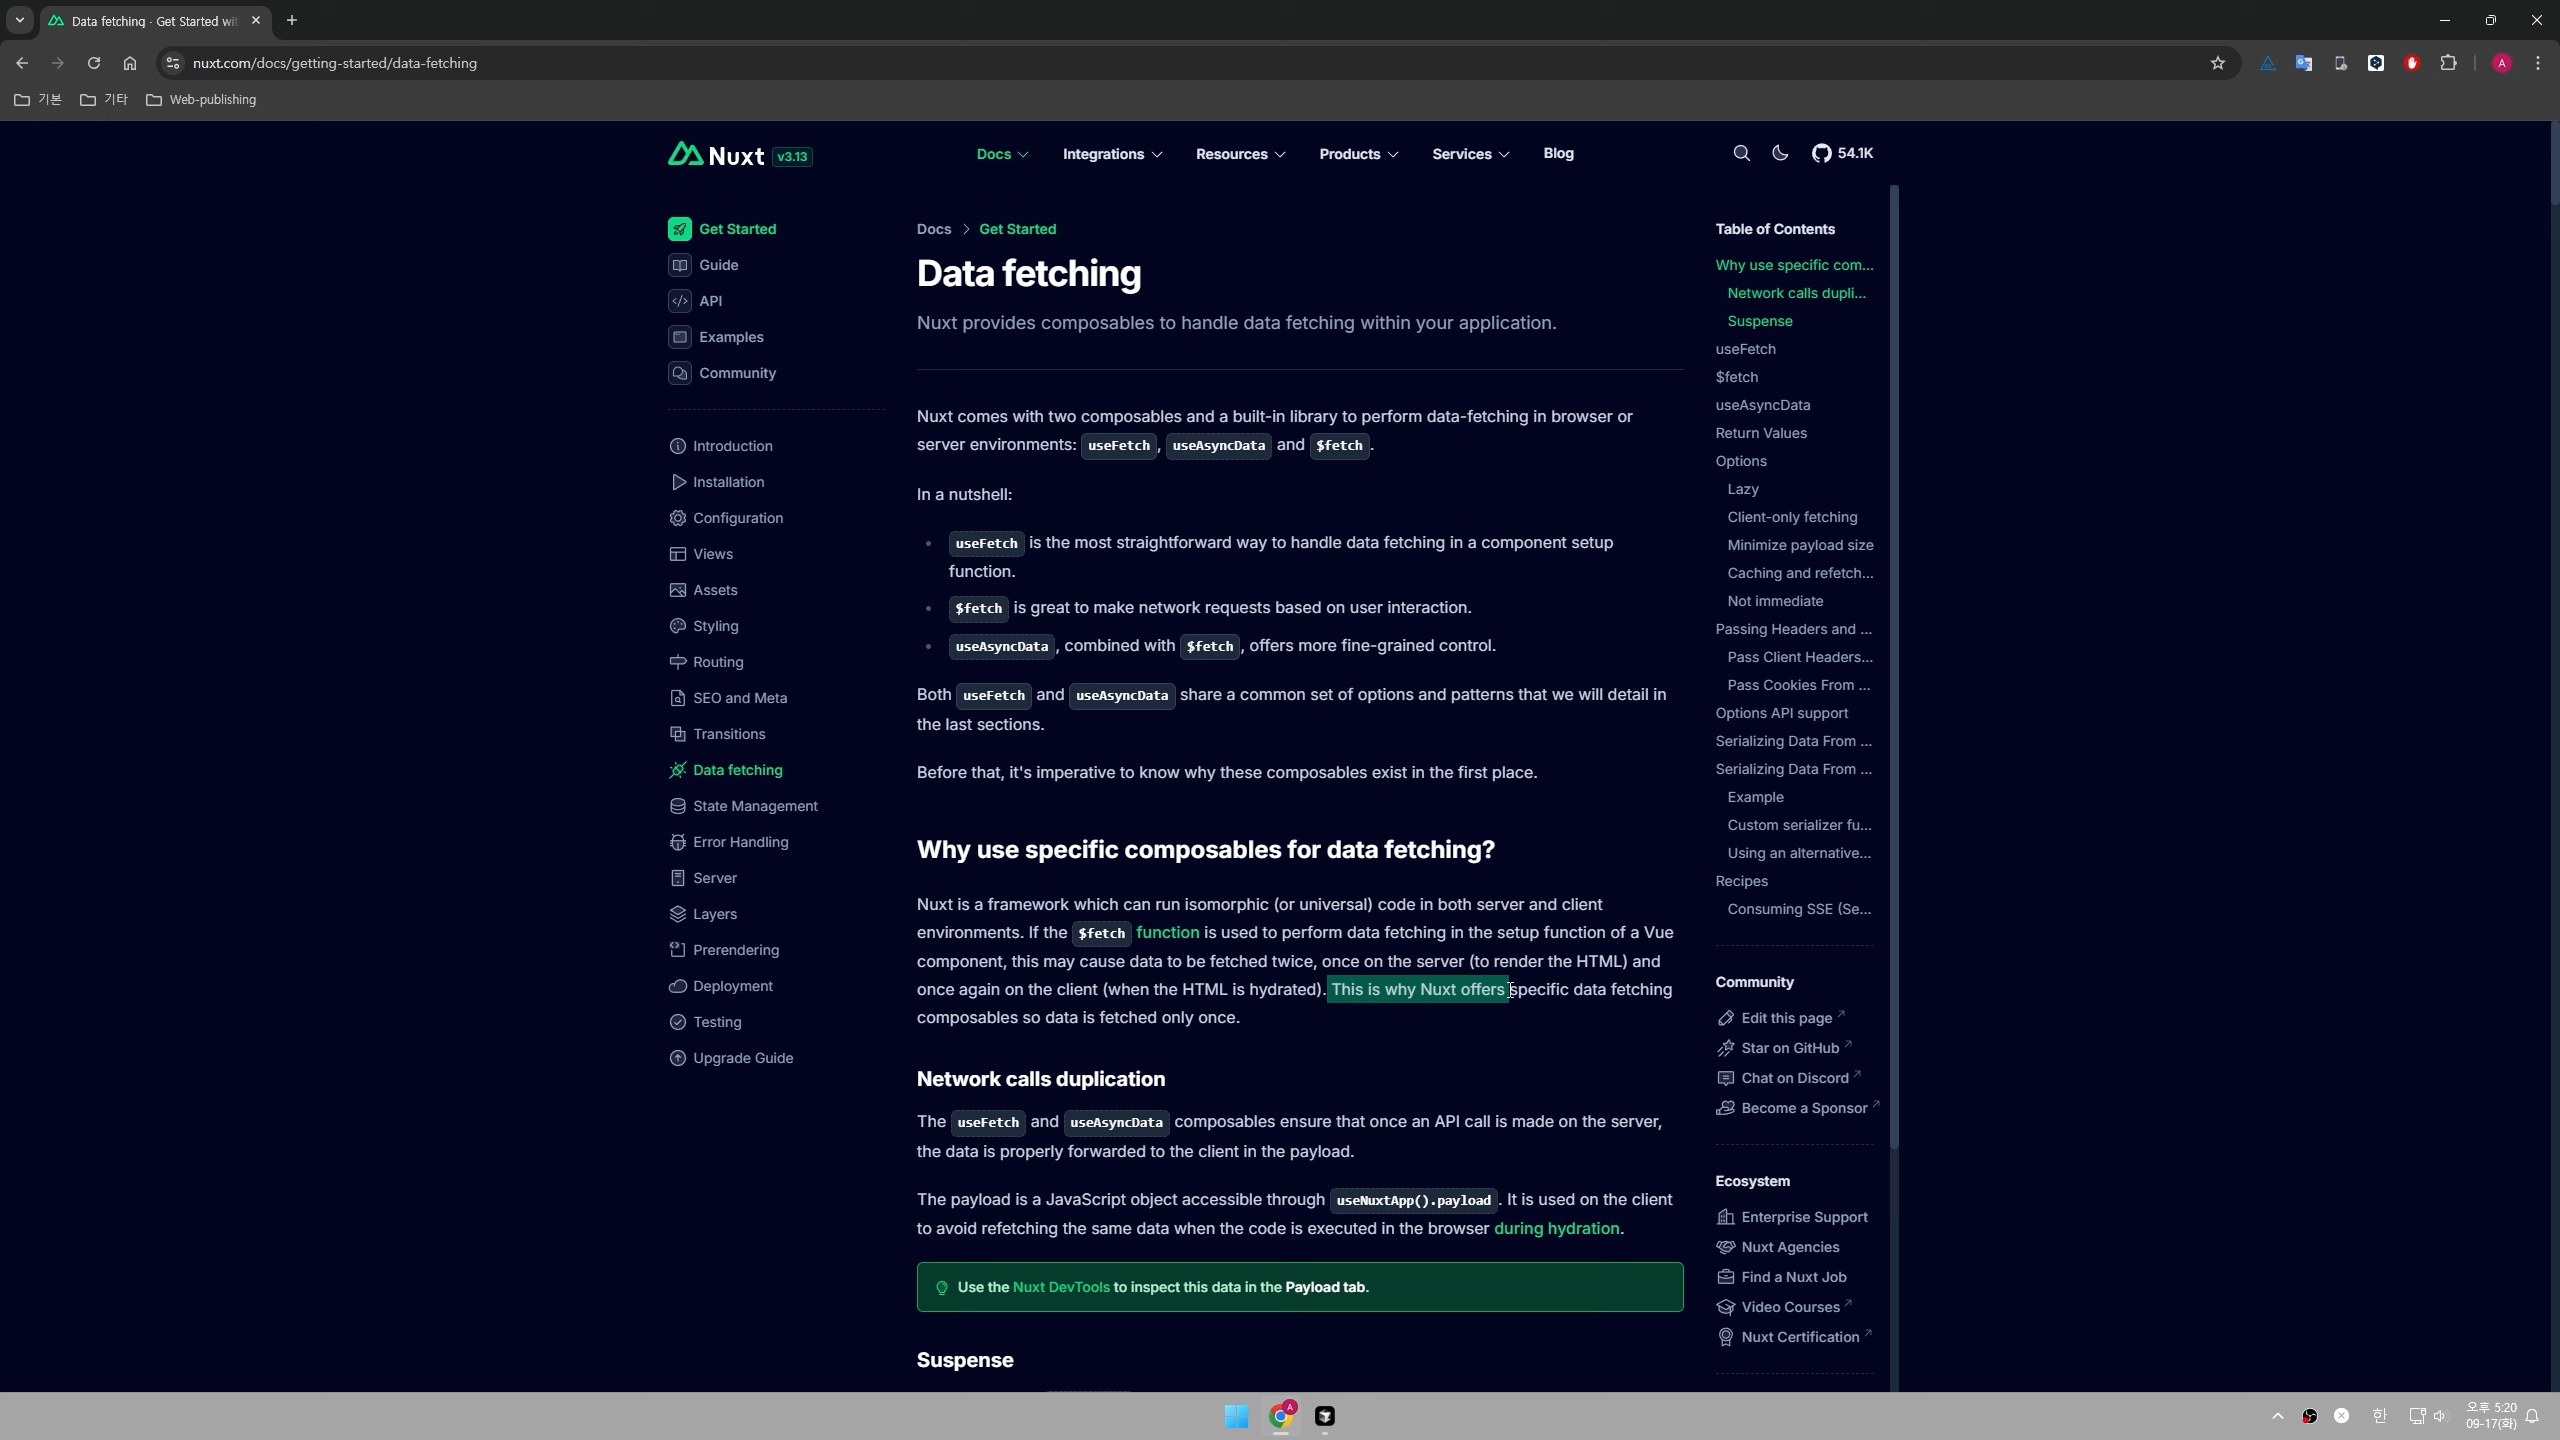 Data fetching · Get Started wit
nuxt.com/docs/getting-started/data-fetching
A
기본
기타
Web-publishing
Nuxt v3.13
Docs
Integrations
Resources
Products
Services
Blog
54.1K
Get Started
Guide
API
Examples
Community
Introduction
Installation
Configuration
Views
Assets
Styling
Routing
SEO and Meta
Transitions
Data fetching
State Management
Error Handling
Server
Layers
Prerendering
Deployment
Testing
Upgrade Guide
Docs > Get Started
Data fetching
Nuxt provides composables to handle data fetching within your application.
Nuxt comes with two composables and a built-in library to perform data-fetching in browser or
server environments: useFetch, useAsyncData and $fetch.
In a nutshell:
• useFetch is the most straightforward way to handle data fetching in a component setup
function.
• $fetch is great to make network requests based on user interaction.
• useAsyncData, combined with $fetch, offers more fine-grained control.
Both useFetch and useAsyncData share a common set of options and patterns that we will detail in
the last sections.
Before that, it's imperative to know why these composables exist in the first place.
Why use specific composables for data fetching?
Nuxt is a framework which can run isomorphic (or universal) code in both server and client
environments. If the $fetch function is used to perform data fetching in the setup function of a Vue
component, this may cause data to be fetched twice, once on the server (to render the HTML) and
once again on the client (when the HTML is hydrated). This is why Nuxt offers specific data fetching
composables so data is fetched only once.
Network calls duplication
The useFetch and useAsyncData composables ensure that once an API call is made on the server,
the data is properly forwarded to the client in the payload.
The payload is a JavaScript object accessible through useNuxtApp().payload. It is used on the client
to avoid refetching the same data when the code is executed in the browser during hydration.
Use the Nuxt DevTools to inspect this data in the Payload tab.
Suspense
Table of Contents
Why use specific com...
Network calls dupli...
Suspense
useFetch
$fetch
useAsyncData
Return Values
Options
Lazy
Client-only fetching
Minimize payload size
Caching and refetch...
Not immediate
Passing Headers and ...
Pass Client Headers...
Pass Cookies From ...
Options API support
Serializing Data From ...
Serializing Data From ...
Example
Custom serializer fu...
Using an alternative...
Recipes
Consuming SSE (Se...
Community
Edit this page
Star on GitHub
Chat on Discord
Become a Sponsor
Ecosystem
Enterprise Support
Nuxt Agencies
Find a Nuxt Job
Video Courses
Nuxt Certification
A
한
오후 5:20
09-17(화)